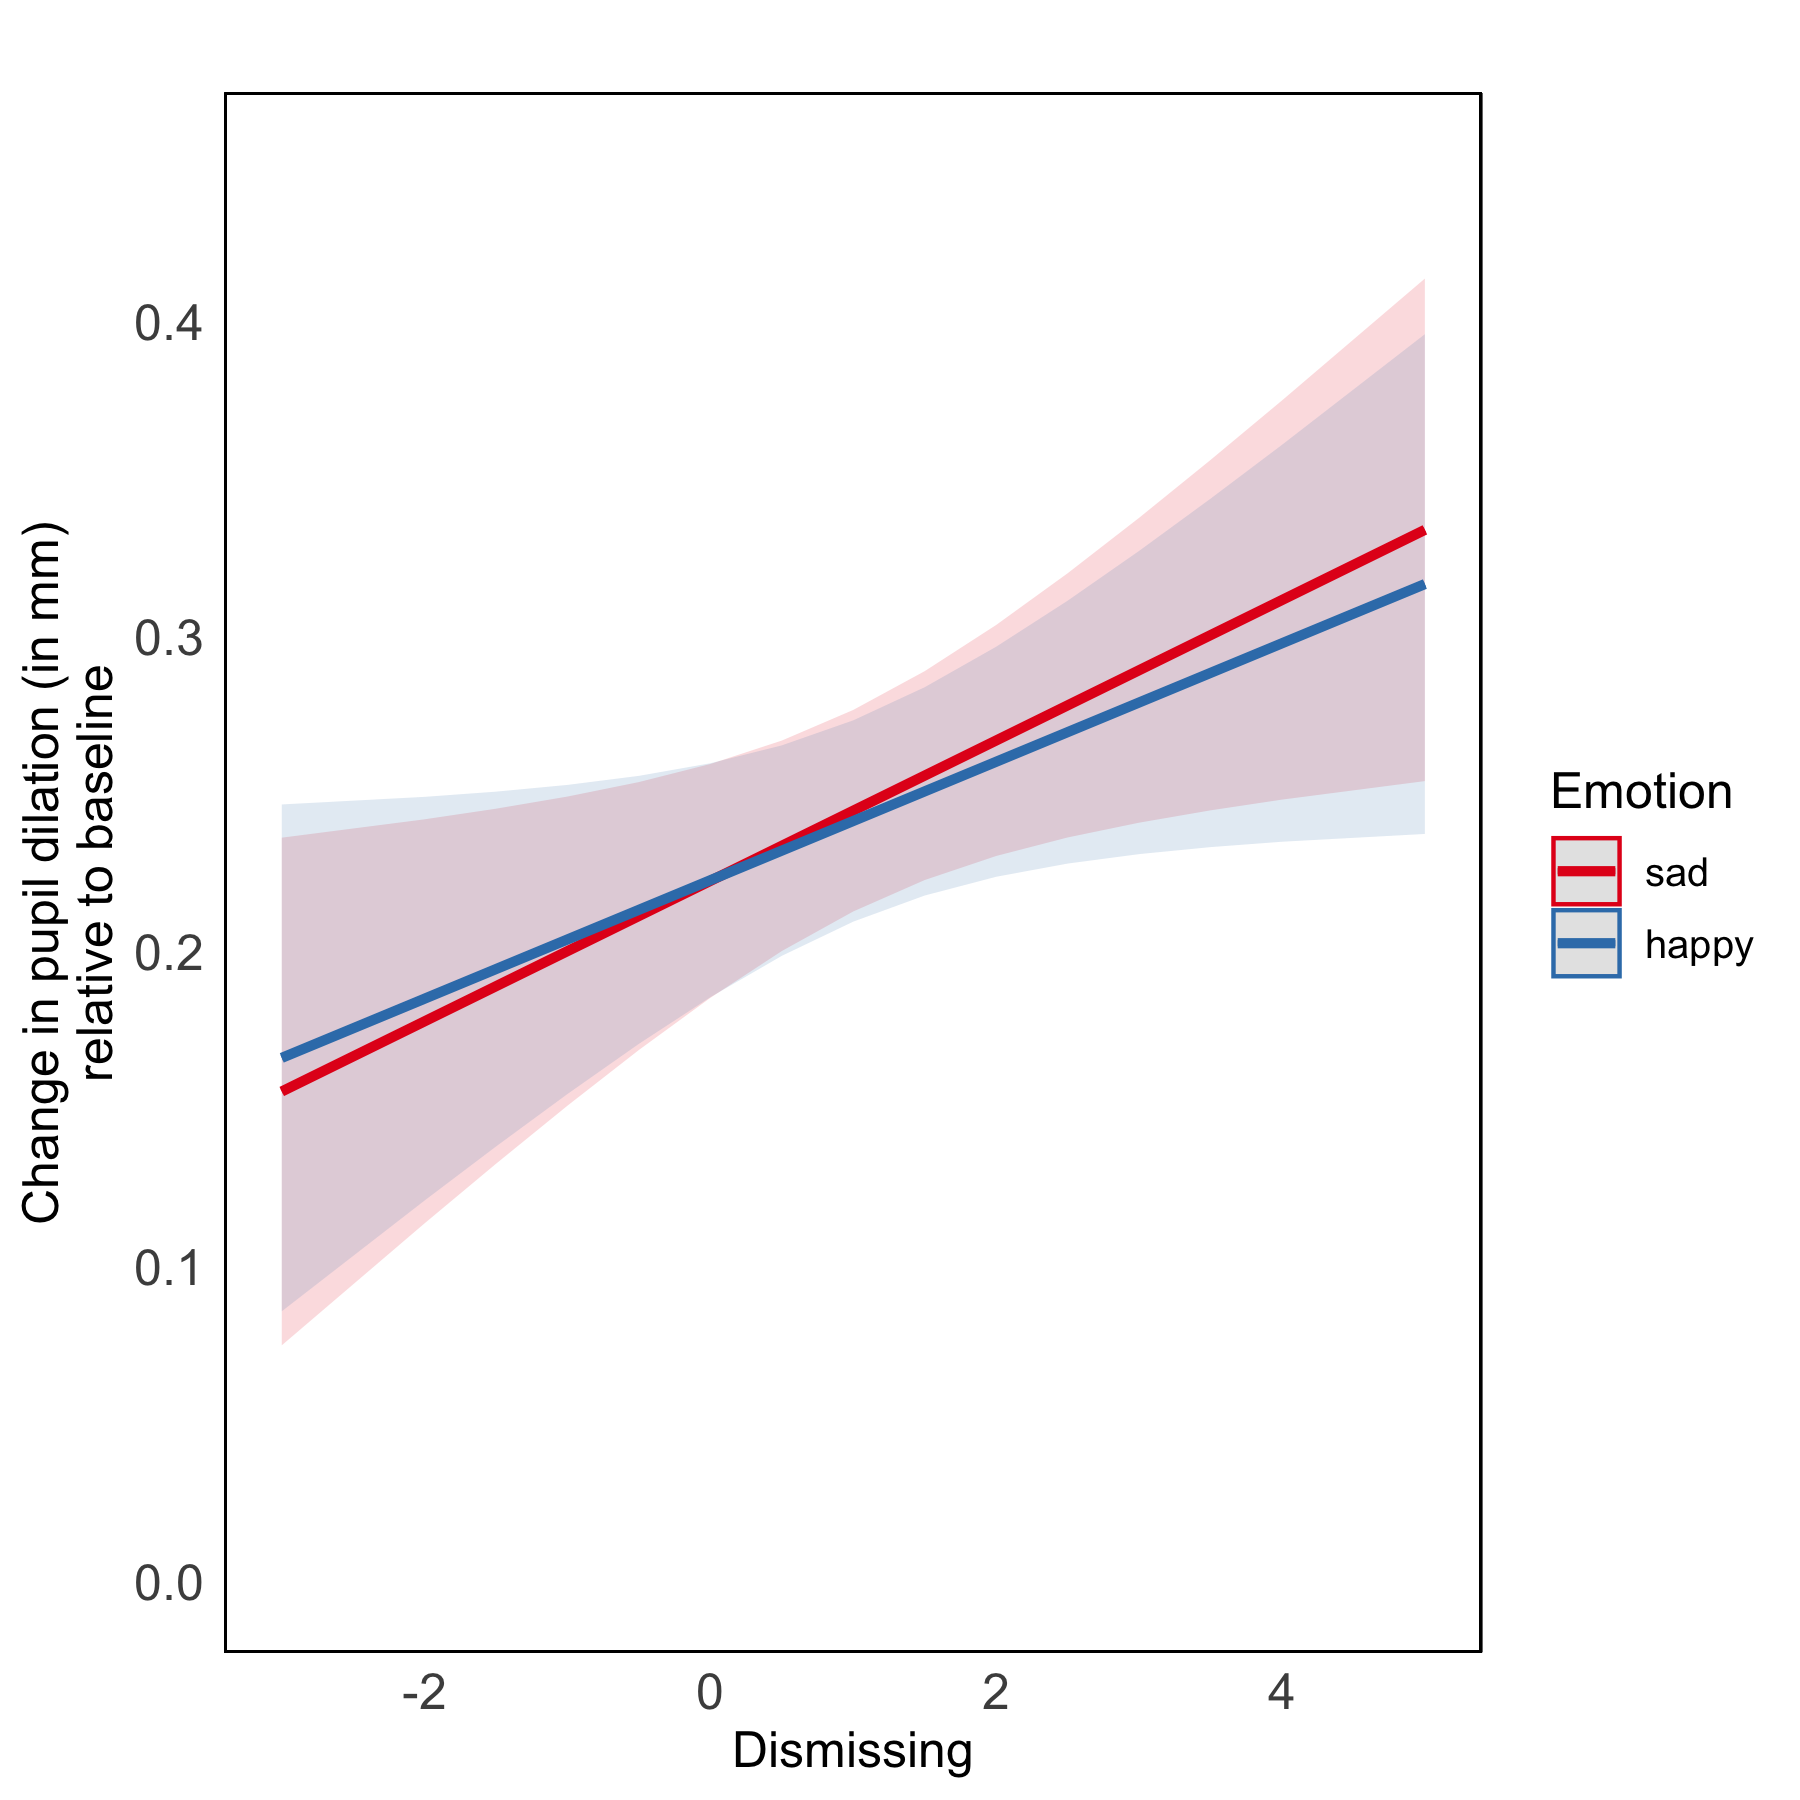 Change in pupil dilation (in mm)
relative to baseline
0.4
0.3
0.2
0.1
0.0
-2
0
2
4
Dismissing
Emotion
sad
happy